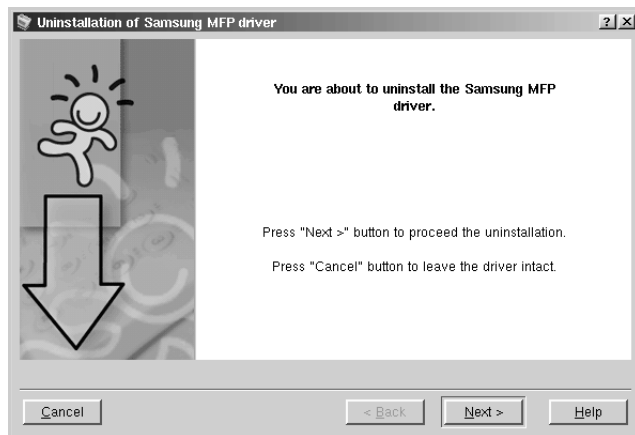 Uninstallation of Samsung MFP driver
You are about to uninstall the Samsung MFP
driver.
Press "Next >" button to proceed the uninstallation.
Press "Cancel" button to leave the driver intact.
Cancel
< Back
Next >
Help